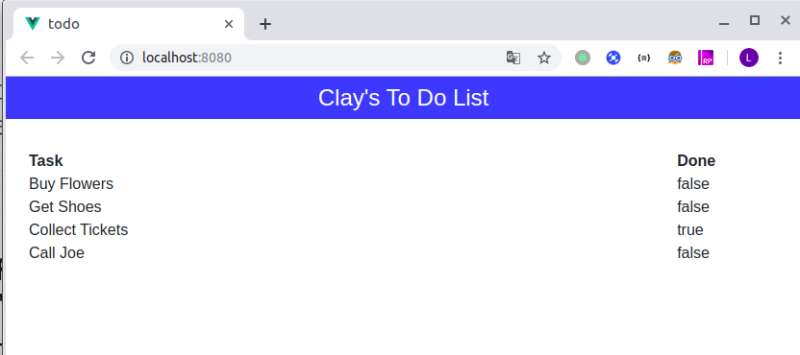 todo
localhost:8080
RP
L
Clay's To Do List
Task Done
Buy Flowers false
Get Shoes false
Collect Tickets true
Call Joe false